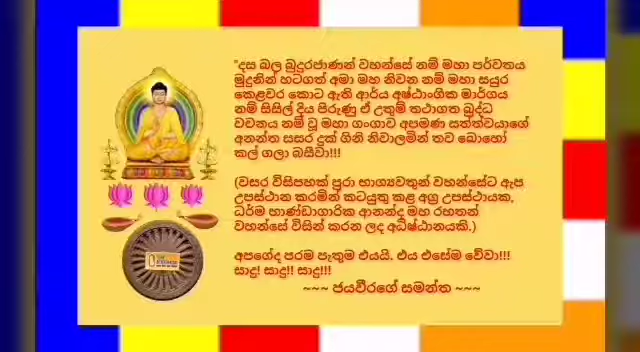 "දස බල බුදුරජාණන් වහන්සේ නම් මහා පර්වතය
මුදුනින් හටගත් අමා මහ නිවන නම් මහා සයුර
කෙළවර කොට ඇති ආර්ය අෂ්ඨාංගික මාර්ගය
නම් සිසිල් දිය පිරුණු ඒ උතුම් තථාගත බුද්ධ
වචනය නම් වූ මහා ගංගාව අපමණ සත්ත්වයාගේ
අනන්ත සසර දුක් ගිනි නිවාලමින් තව බොහෝ
කල් ගලා බසීවා!!!
(වසර විසිපහක් පුරා භාග්‍යවතුන් වහන්සේට ඇප
උපස්ථාන කරමින් කටයුතු කළ අග්‍ර උපස්ථායක,
ධර්ම භාණ්ඩාගාරික ආනන්ද මහ රහතන්
වහන්සේ විසින් කරන ලද අධිෂ්ඨානයකි.)
අපගේද පරම පැතුම එයයි. එය එසේම වේවා!!!
සාදු! සාදු!! සාදු!!!
~~~ ජයවීරගේ සමන්ත ~~~